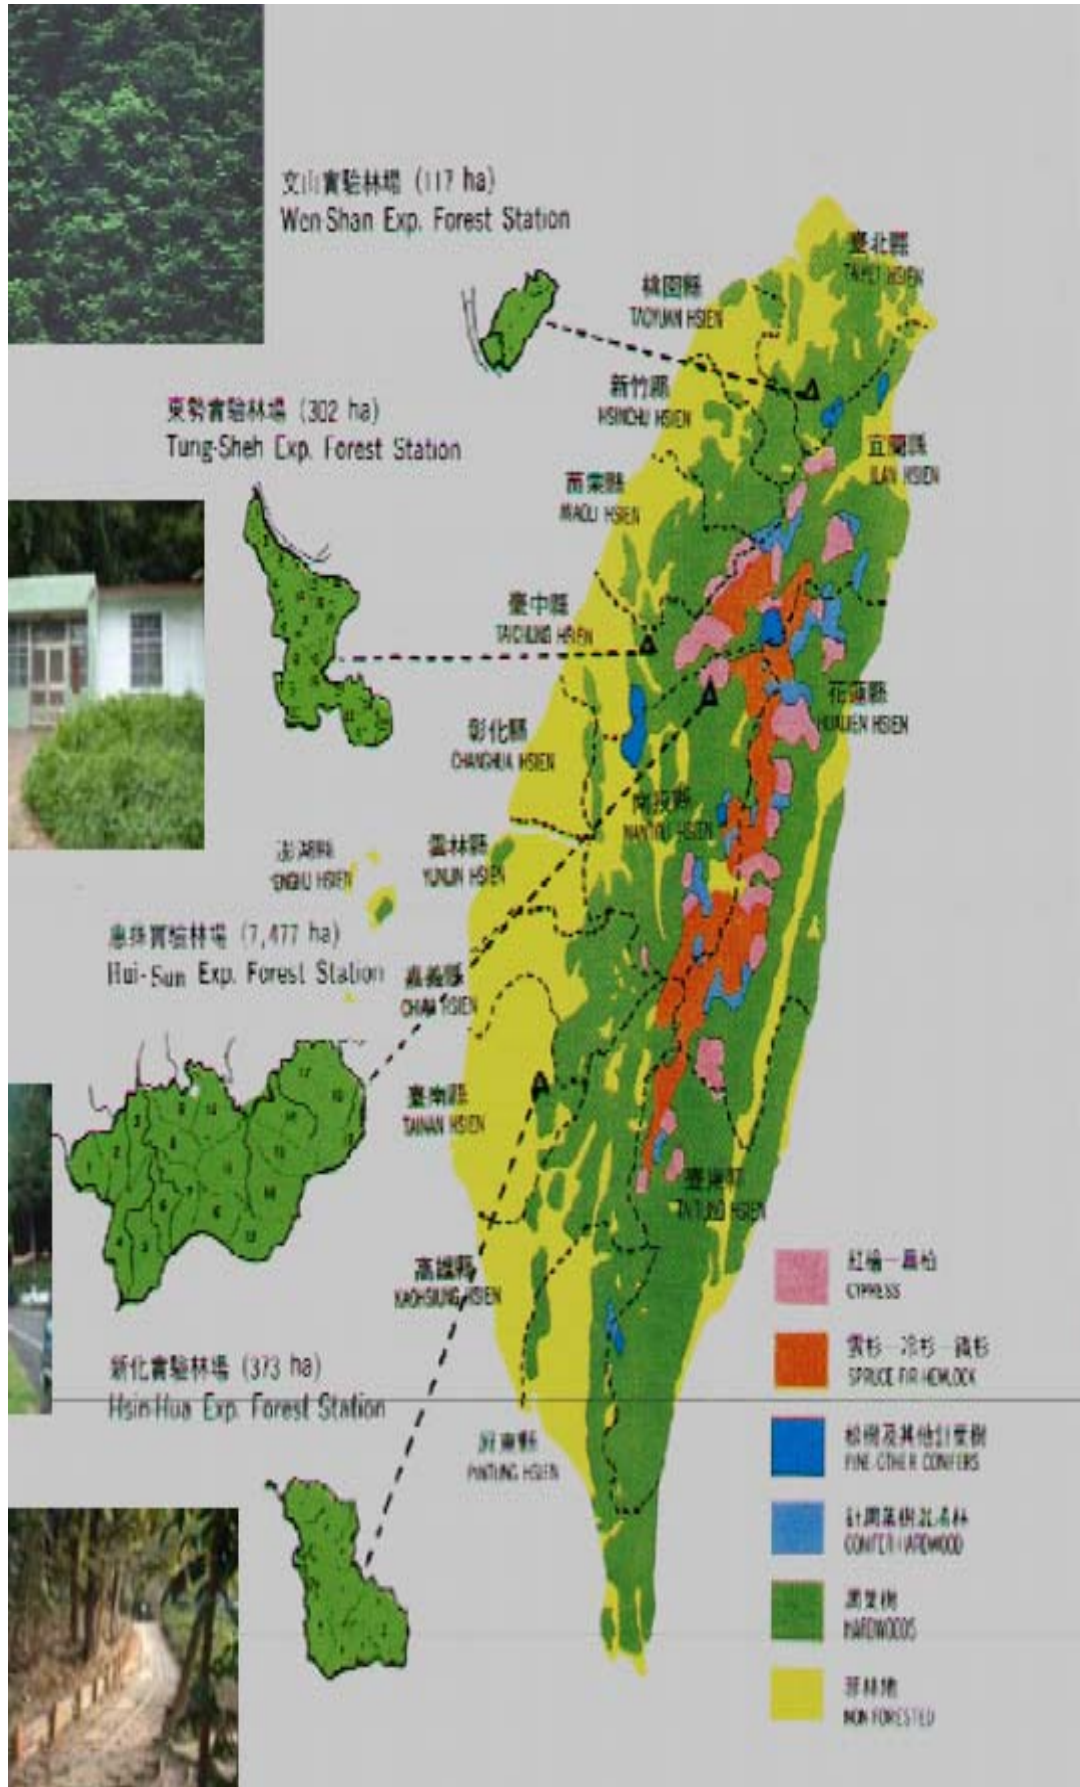 文山實驗林場 (117 ha)
Wen-Shan Exp. Forest Station
臺北縣
TAIPEI HSIEN
桃園縣
TAOYUAN HSIEN
新竹縣
HSINCHU HSIEN
東勢實驗林場 (302 ha)
Tung-Sheh Exp. Forest Station
宜蘭縣
ILAN HSIEN
苗栗縣
MIAOLI HSIEN
臺中縣
TAICHUNG HSIEN
花蓮縣
HUALIEN HSIEN
彰化縣
CHANGHUA HSIEN
南投縣
NANTOU HSIEN
澎湖縣
HSIEN
雲林縣
YUNLIN HSIEN
惠蓀實驗林場 (7,477 ha)
Hui-Sun Exp. Forest Station
嘉義縣
CHIAYI HSIEN
臺南縣
TAINAN HSIEN
臺東縣
TAITUNG HSIEN
高雄縣
KAOHSIUNG HSIEN
新化實驗林場 (373 ha)
Hsin-Hua Exp. Forest Station
屏東縣
PINTUNG HSIEN
紅檜—扁柏
CYPRESS
雲杉—冷杉—鐵杉
SPRUCE FIR HEMLOCK
松樹及其他針葉樹
PINE-OTHER CONIFERS
針闊葉樹混淆林
CONIFER-HARDWOOD
濶葉樹
HARDWOODS
非林地
NON FORESTED